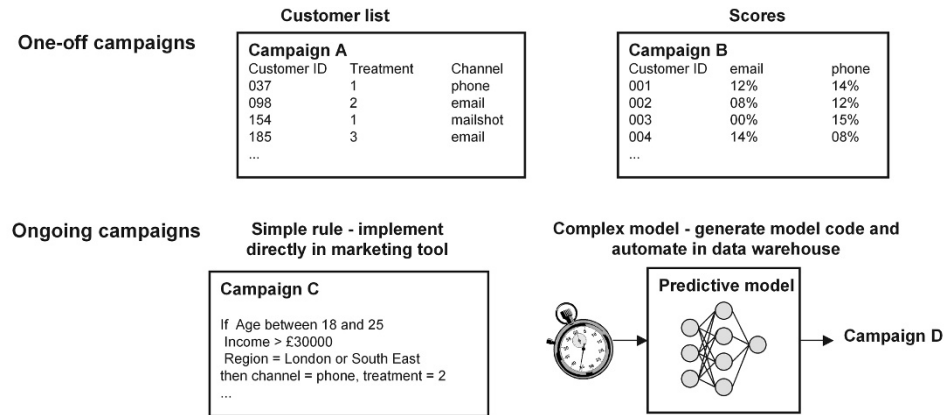 Customer list
Scores
One-off campaigns
Campaign A
Customer ID Treatment Channel
037 1 phone
098 2 email
154 1 mailshot
185 3 email
...
Campaign B
Customer ID email phone
001 12% 14%
002 08% 12%
003 00% 15%
004 14% 08%
...
Ongoing campaigns
Simple rule - implement
directly in marketing tool
Campaign C
If Age between 18 and 25
Income > £30000
Region = London or South East
then channel = phone, treatment = 2
...
Complex model - generate model code and
automate in data warehouse
Predictive model
Campaign D